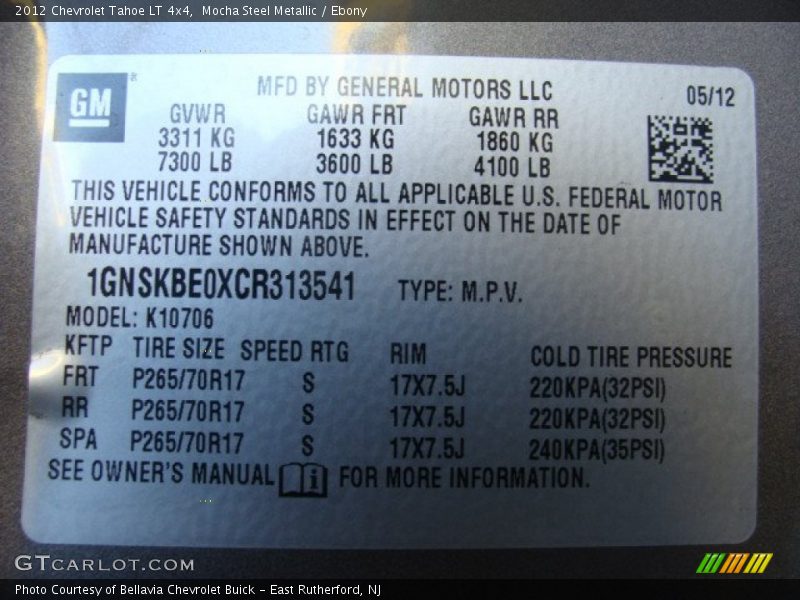 2012 Chevrolet Tahoe LT 4x4, Mocha Steel Metallic / Ebony
GM ®
MFD BY GENERAL MOTORS LLC
05/12
GVWR GAWR FRT GAWR RR
3311 KG 1633 KG 1860 KG
7300 LB 3600 LB 4100 LB
THIS VEHICLE CONFORMS TO ALL APPLICABLE U.S. FEDERAL MOTOR
VEHICLE SAFETY STANDARDS IN EFFECT ON THE DATE OF
MANUFACTURE SHOWN ABOVE.
1GNSKBE0XCR313541 TYPE: M.P.V.
MODEL: K10706
KFTP TIRE SIZE SPEED RTG RIM COLD TIRE PRESSURE
FRT P265/70R17 S 17X7.5J 220KPA(32PSI)
RR P265/70R17 S 17X7.5J 220KPA(32PSI)
SPA P265/70R17 S 17X7.5J 240KPA(35PSI)
SEE OWNER'S MANUAL i FOR MORE INFORMATION.
GTCARLOT.COM
Photo Courtesy of Bellavia Chevrolet Buick – East Rutherford, NJ